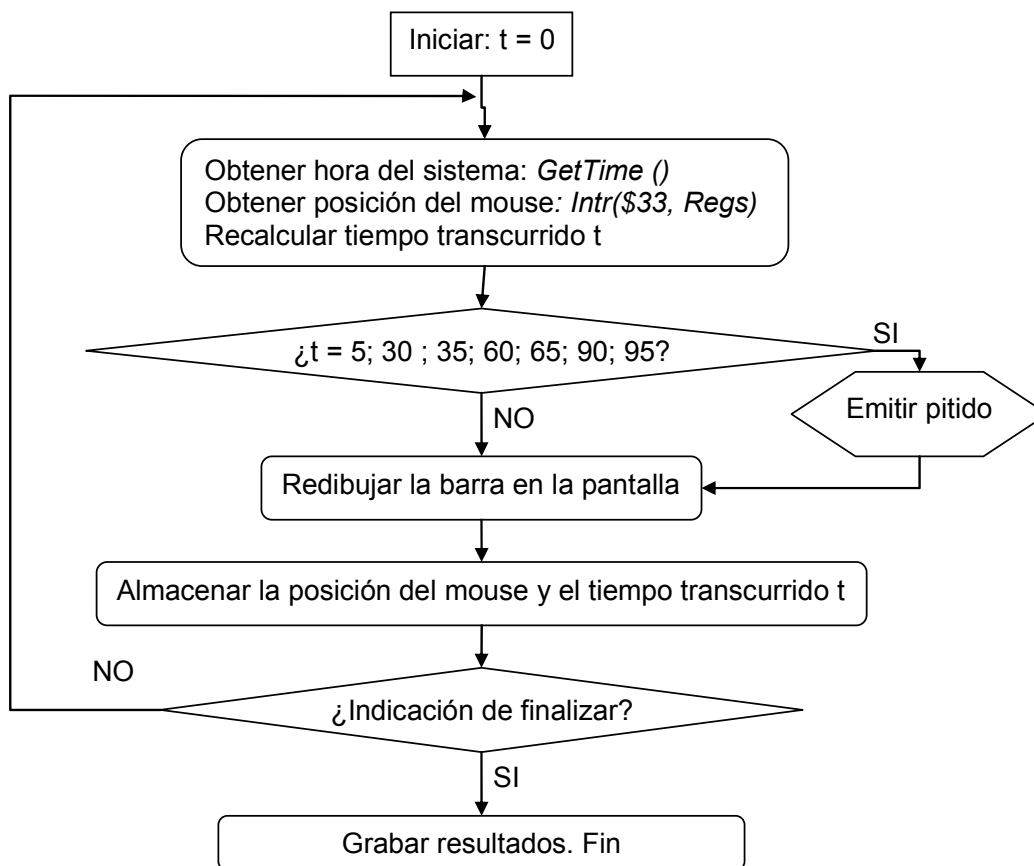 Iniciar: t = 0
Obtener hora del sistema: GetTime ()
Obtener posición del mouse: Intr($33, Regs)
Recalcular tiempo transcurrido t
¿t = 5; 30 ; 35; 60; 65; 90; 95?
SI
Emitir pitido
NO
Redibujar la barra en la pantalla
Almacenar la posición del mouse y el tiempo transcurrido t
NO
¿Indicación de finalizar?
SI
Grabar resultados. Fin